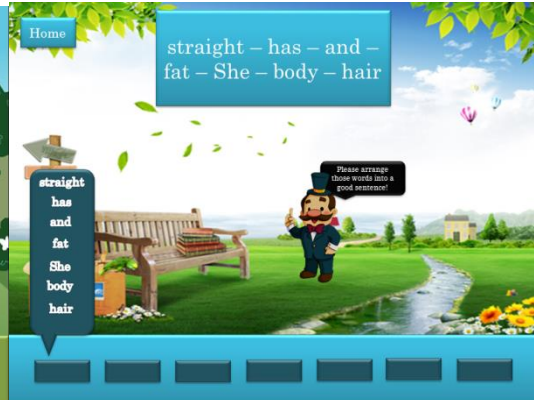 Home
straight – has – and –
fat – She – body – hair
Please arrange
those words into a
good sentence!
straight
has
and
fat
She
body
hair